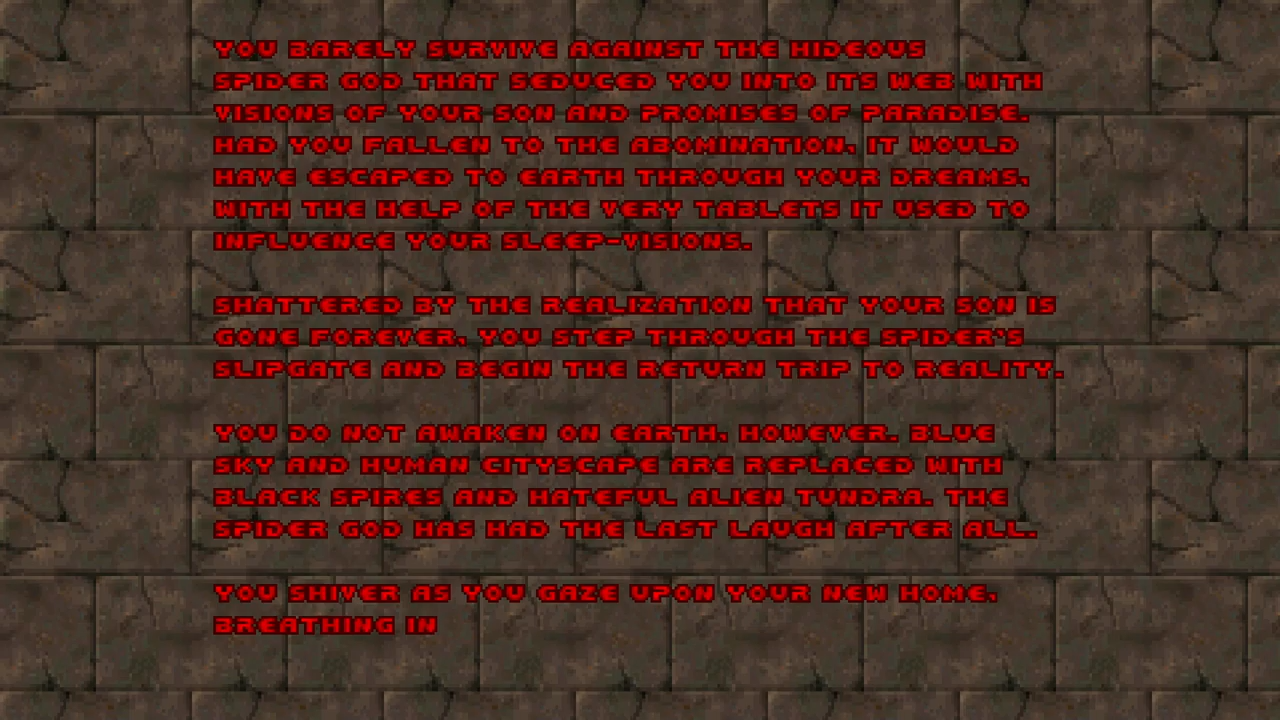 YOU BARELY SURVIVE AGAINST THE HIDEOUS
SPIDER GOD THAT SEDUCED YOU INTO ITS WEB WITH
VISIONS OF YOUR SON AND PROMISES OF PARADISE.
HAD YOU FALLEN TO THE ABOMINATION, IT WOULD
HAVE ESCAPED TO EARTH THROUGH YOUR DREAMS,
WITH THE HELP OF THE VERY TABLETS IT USED TO
INFLUENCE YOUR SLEEP-VISIONS.
SHATTERED BY THE REALIZATION THAT YOUR SON IS
GONE FOREVER, YOU STEP THROUGH THE SPIDER'S
SLIPGATE AND BEGIN THE RETURN TRIP TO REALITY.
YOU DO NOT AWAKEN ON EARTH, HOWEVER. BLUE
SKY AND HUMAN CITYSCAPE ARE REPLACED WITH
BLACK SPIRES AND HATEFUL ALIEN TUNDRA. THE
SPIDER GOD HAS HAD THE LAST LAUGH AFTER ALL.
YOU SHIVER AS YOU GAZE UPON YOUR NEW HOME,
BREATHING IN